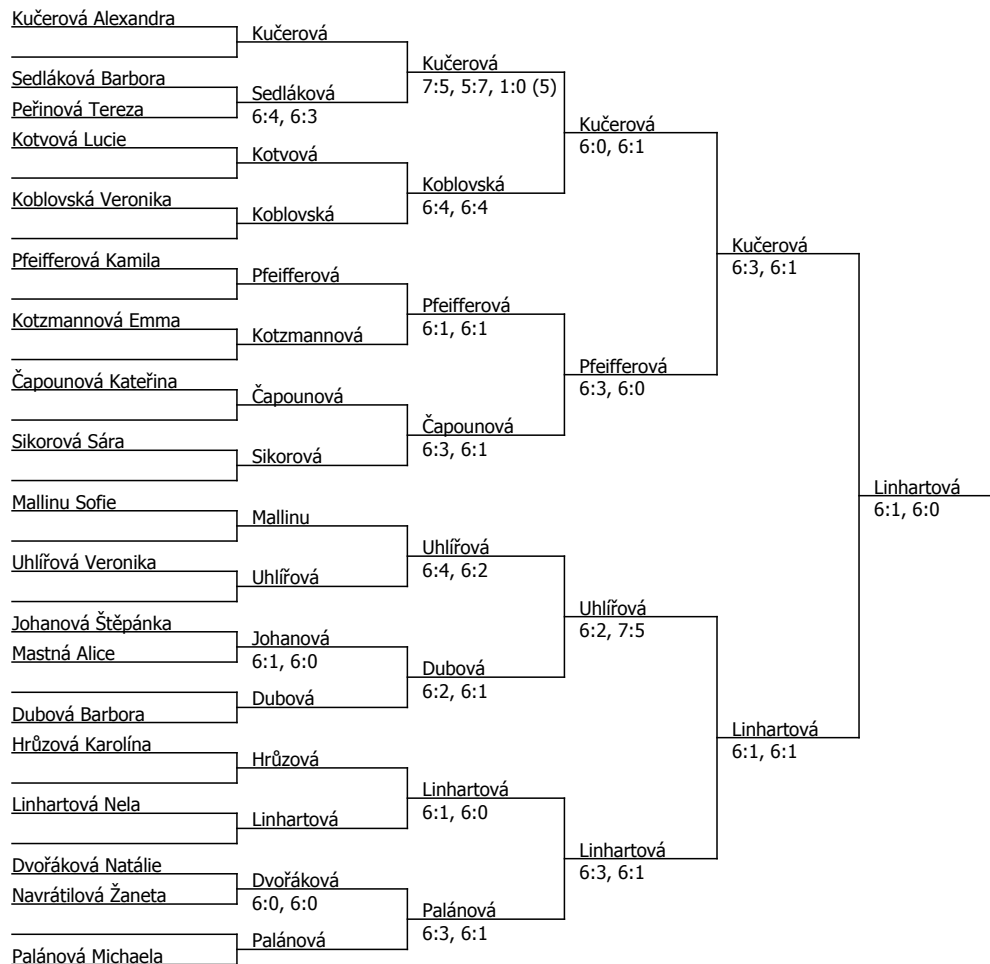 Kučerová Alexandra
Kučerová
Kučerová
7:5, 5:7, 1:0 (5)
Sedláková Barbora
Sedláková
6:4, 6:3
Peřinová Tereza
Kučerová
6:0, 6:1
Kotvová Lucie
Kotvová
Koblovská
6:4, 6:4
Koblovská Veronika
Koblovská
Kučerová
6:3, 6:1
Pfeifferová Kamila
Pfeifferová
Pfeifferová
6:1, 6:1
Kotzmannová Emma
Kotzmannová
Pfeifferová
6:3, 6:0
Čapounová Kateřina
Čapounová
Čapounová
6:3, 6:1
Sikorová Sára
Sikorová
Linhartová
6:1, 6:0
Mallinu Sofie
Mallinu
Uhlířová
6:4, 6:2
Uhlířová Veronika
Uhlířová
Uhlířová
6:2, 7:5
Johanová Štěpánka
Johanová
6:1, 6:0
Mastná Alice
Dubová
6:2, 6:1
Dubová
Dubová Barbora
Linhartová
6:1, 6:1
Hrůzová Karolína
Hrůzová
Linhartová
6:1, 6:0
Linhartová Nela
Linhartová
Linhartová
6:3, 6:1
Dvořáková Natálie
Dvořáková
6:0, 6:0
Navrátilová Žaneta
Palánová
6:3, 6:1
Palánová
Palánová Michaela